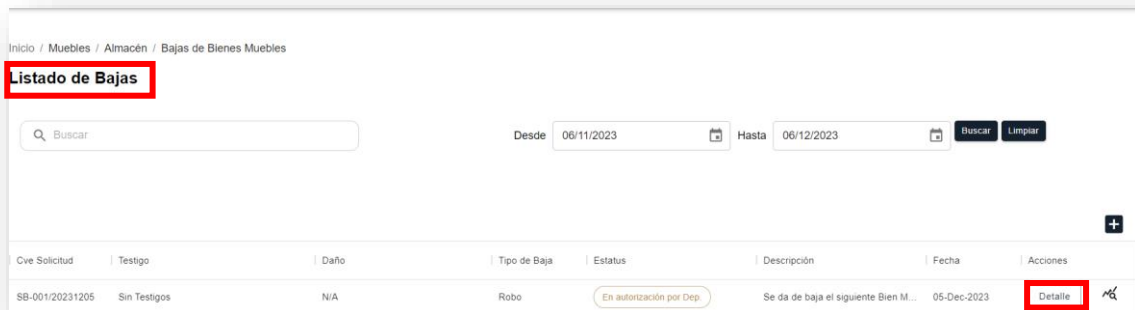 Inicio / Muebles / Almacén / Bajas de Bienes Muebles
Listado de Bajas
Buscar Desde 06/11/2023 Hasta 06/12/2023 Buscar Limpiar
+
Cve Solicitud Testigo Daño Tipo de Baja Estatus Descripción Fecha Acciones
SB-001/20231205 Sin Testigos N/A Robo En autorización por Dep. Se da de baja el siguiente Bien M... 05-Dec-2023 Detalle